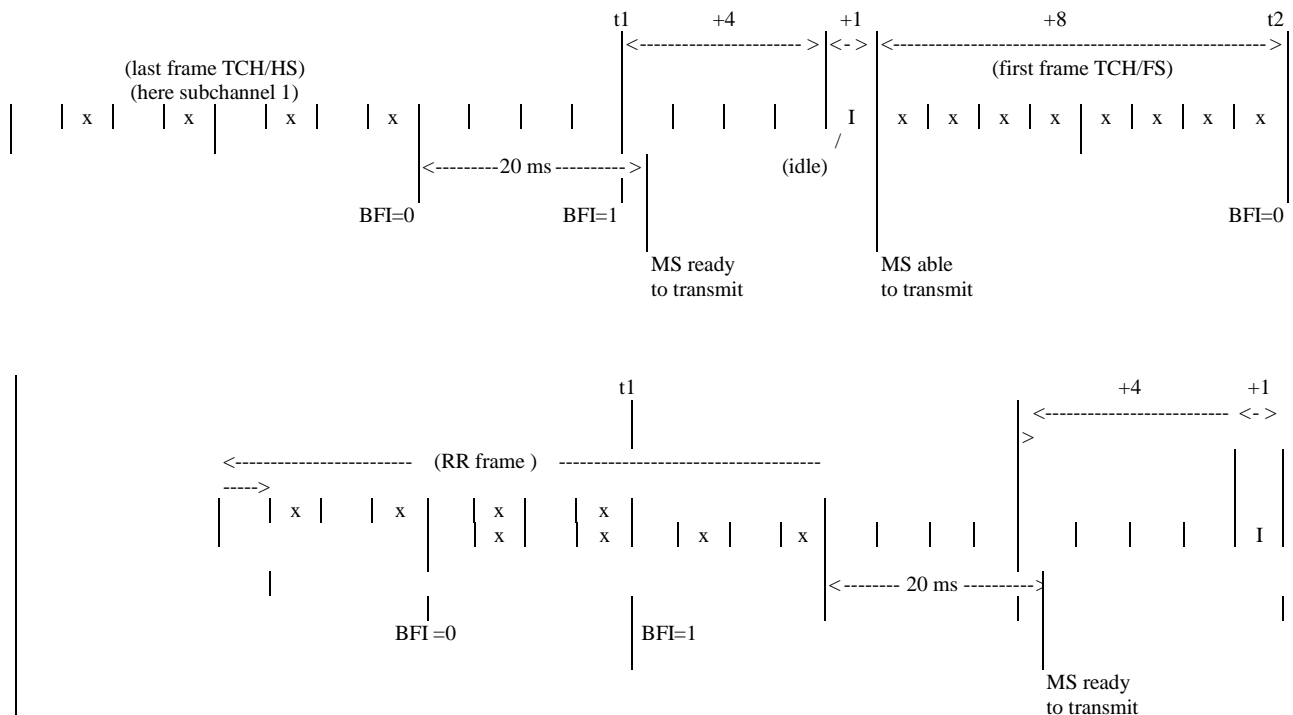 t1 +4 +1 +8 t2
<-----------------------> <- > <----------------------------------------------->
(last frame TCH/HS) (first frame TCH/FS)
(here subchannel 1)
| | x | | x | | x | | x | | | | | | | | | I | x | x | x | x | x | x | x | x |
/
<---------20 ms----------- > (idle)
BFI=0 BFI=1 BFI=0
MS ready MS able
to transmit to transmit
t1 +4 +1
<---------------------- <- >
>
<--------------------- (RR frame ) -------------------------------
----->
| | x | | x | | x | | x |
x | | x | | x | | x | | | | | | | | | I |
<-------- 20 ms ---------->
BFI =0 BFI=1
MS ready
to transmit